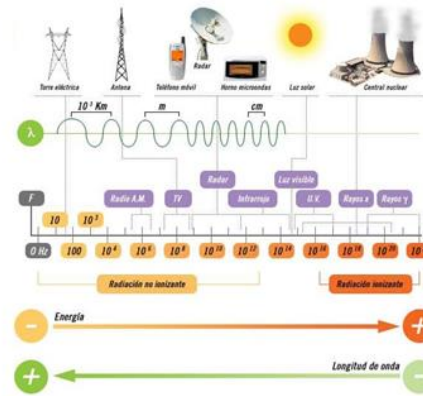 Torre eléctrica
Antena
Teléfono móvil
Radar
Horno microondas
Luz solar
Central nuclear
10³ Km
m
cm
λ
Radar
Luz visible
F
Radio A.M.
TV
Infrarrojo
U.V.
Rayos x
Rayos γ
10
10³
0 Hz
100
10⁴
10⁶
10⁸
10¹⁰
10¹²
10¹⁴
10¹⁶
10¹⁸
10²⁰
10
Radiación no ionizante
Radiación ionizante
Energía
Longitud de onda